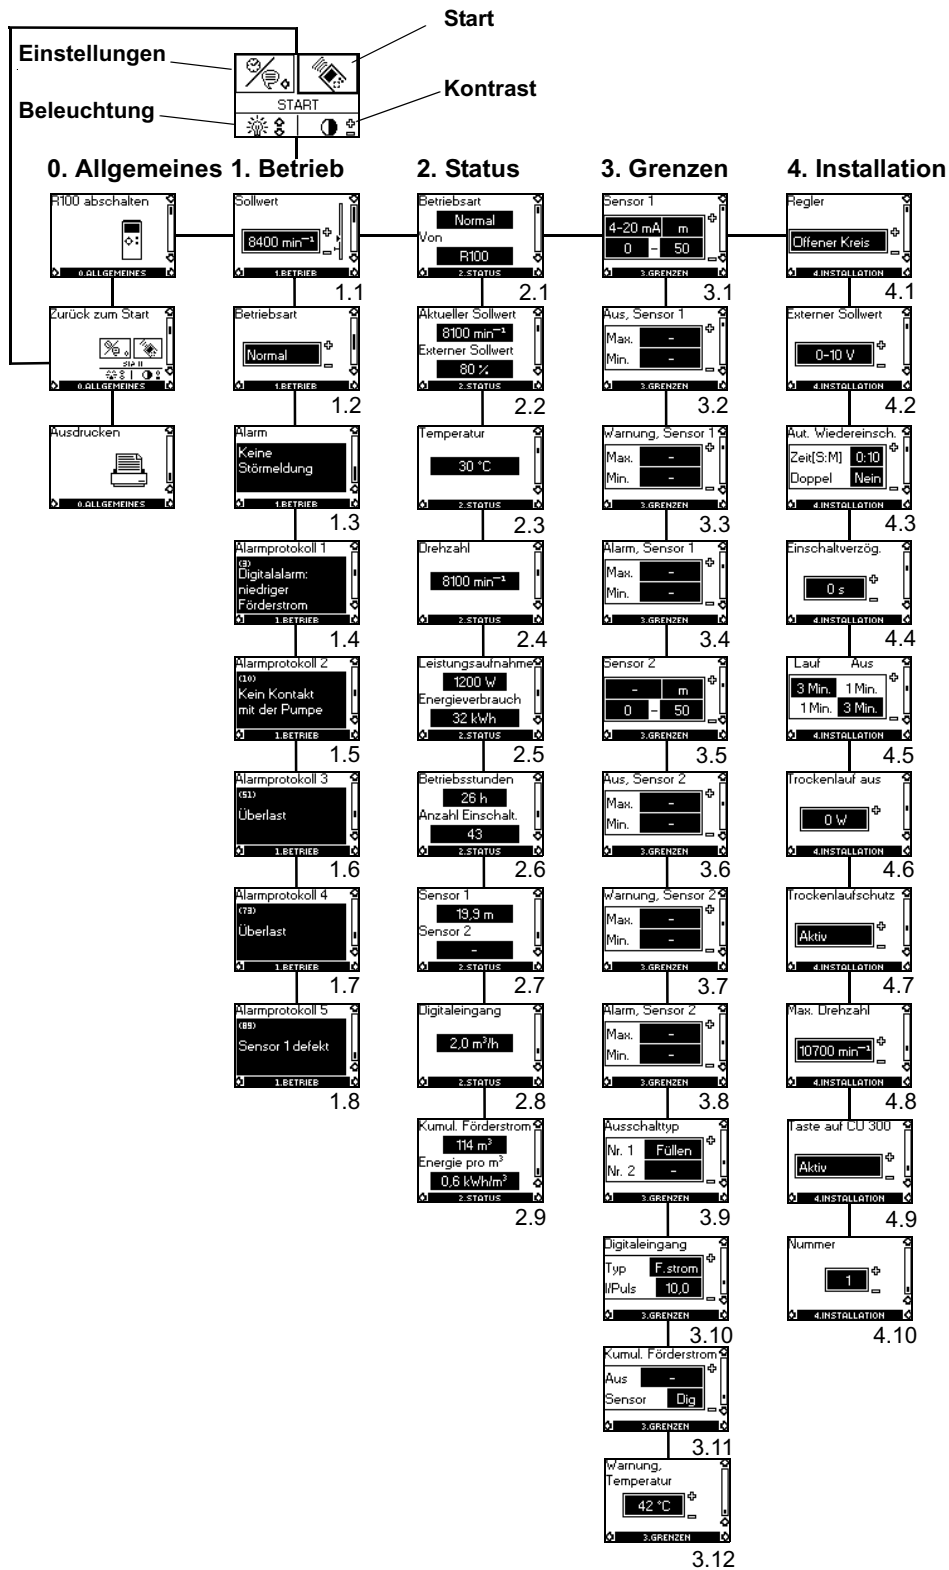 Start
Einstellungen
Kontrast
START
Beleuchtung
0. Allgemeines
R100 abschalten
0.ALLGEMEINES
Zurück zum Start
0.ALLGEMEINES
Ausdrucken
0.ALLGEMEINES
1. Betrieb
Sollwert
8400 min⁻¹
1.BETRIEB
1.1
Betriebsart
Normal
1.BETRIEB
1.2
Alarm
Keine
Störmeldung
1.BETRIEB
1.3
Alarmprotokoll 1
(3)
Digitalalarm:
niedriger
Förderstrom
1.BETRIEB
1.4
Alarmprotokoll 2
(10)
Kein Kontakt
mit der Pumpe
1.BETRIEB
1.5
Alarmprotokoll 3
(51)
Überlast
1.BETRIEB
1.6
Alarmprotokoll 4
(73)
Überlast
1.BETRIEB
1.7
Alarmprotokoll 5
(89)
Sensor 1 defekt
1.BETRIEB
1.8
2. Status
Betriebsart
Normal
Von
R100
2.STATUS
2.1
Aktueller Sollwert
8100 min⁻¹
Externer Sollwert
80 %
2.STATUS
2.2
Temperatur
30 °C
2.STATUS
2.3
Drehzahl
8100 min⁻¹
2.STATUS
2.4
Leistungsaufnahme
1200 W
Energieverbrauch
32 kWh
2.STATUS
2.5
Betriebsstunden
26 h
Anzahl Einschalt.
43
2.STATUS
2.6
Sensor 1
19,9 m
Sensor 2
-
2.STATUS
2.7
Digitaleingang
2,0 m³/h
2.STATUS
2.8
Kumul. Förderstrom
114 m³
Energie pro m³
0,6 kWh/m³
2.STATUS
2.9
3. Grenzen
Sensor 1
4-20 mA m
0 - 50
3.GRENZEN
3.1
Aus, Sensor 1
Max. -
Min. -
3.GRENZEN
3.2
Warnung, Sensor 1
Max. -
Min. -
3.GRENZEN
3.3
Alarm, Sensor 1
Max. -
Min. -
3.GRENZEN
3.4
Sensor 2
- m
0 - 50
3.GRENZEN
3.5
Aus, Sensor 2
Max. -
Min. -
3.GRENZEN
3.6
Warnung, Sensor 2
Max. -
Min. -
3.GRENZEN
3.7
Alarm, Sensor 2
Max. -
Min. -
3.GRENZEN
3.8
Ausschalttyp
Nr. 1 Füllen
Nr. 2 -
3.GRENZEN
3.9
Digitaleingang
Typ F.strom
l/Puls 10,0
3.GRENZEN
3.10
Kumul. Förderstrom
Aus -
Sensor Dig
3.GRENZEN
3.11
Warnung,
Temperatur
42 °C
3.GRENZEN
3.12
4. Installation
Regler
Offener Kreis
4.INSTALLATION
4.1
Externer Sollwert
0-10 V
4.INSTALLATION
4.2
Aut. Wiedereinsch.
Zeit[S:M] 0:10
Doppel Nein
4.INSTALLATION
4.3
Einschaltverzög.
0 s
4.INSTALLATION
4.4
Lauf Aus
3 Min. 1 Min.
1 Min. 3 Min.
4.INSTALLATION
4.5
Trockenlauf aus
0 W
4.INSTALLATION
4.6
Trockenlaufschutz
Aktiv
4.INSTALLATION
4.7
Max. Drehzahl
10700 min⁻¹
4.INSTALLATION
4.8
Taste auf CU 300
Aktiv
4.INSTALLATION
4.9
Nummer
1
4.INSTALLATION
4.10